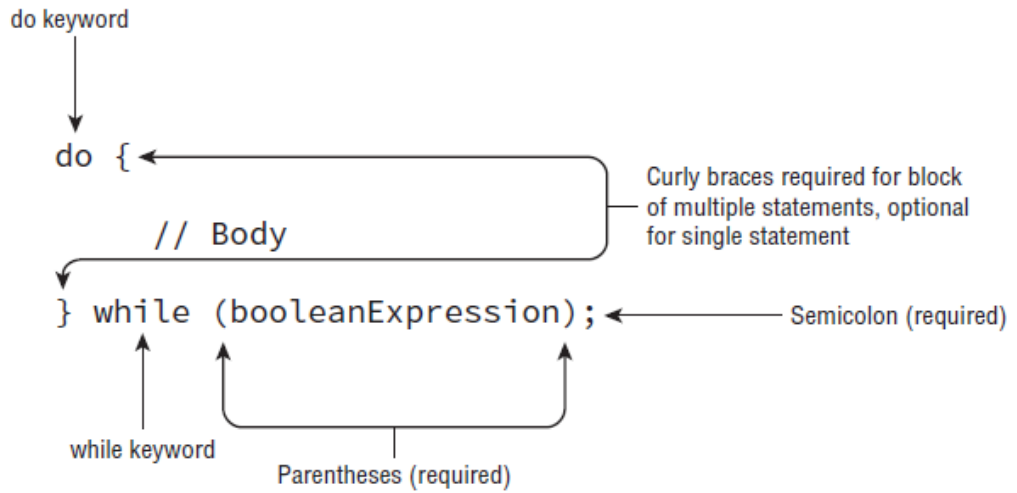 do keyword
do {
Curly braces required for block
of multiple statements, optional
for single statement
// Body
} while (booleanExpression);
Semicolon (required)
while keyword
Parentheses (required)